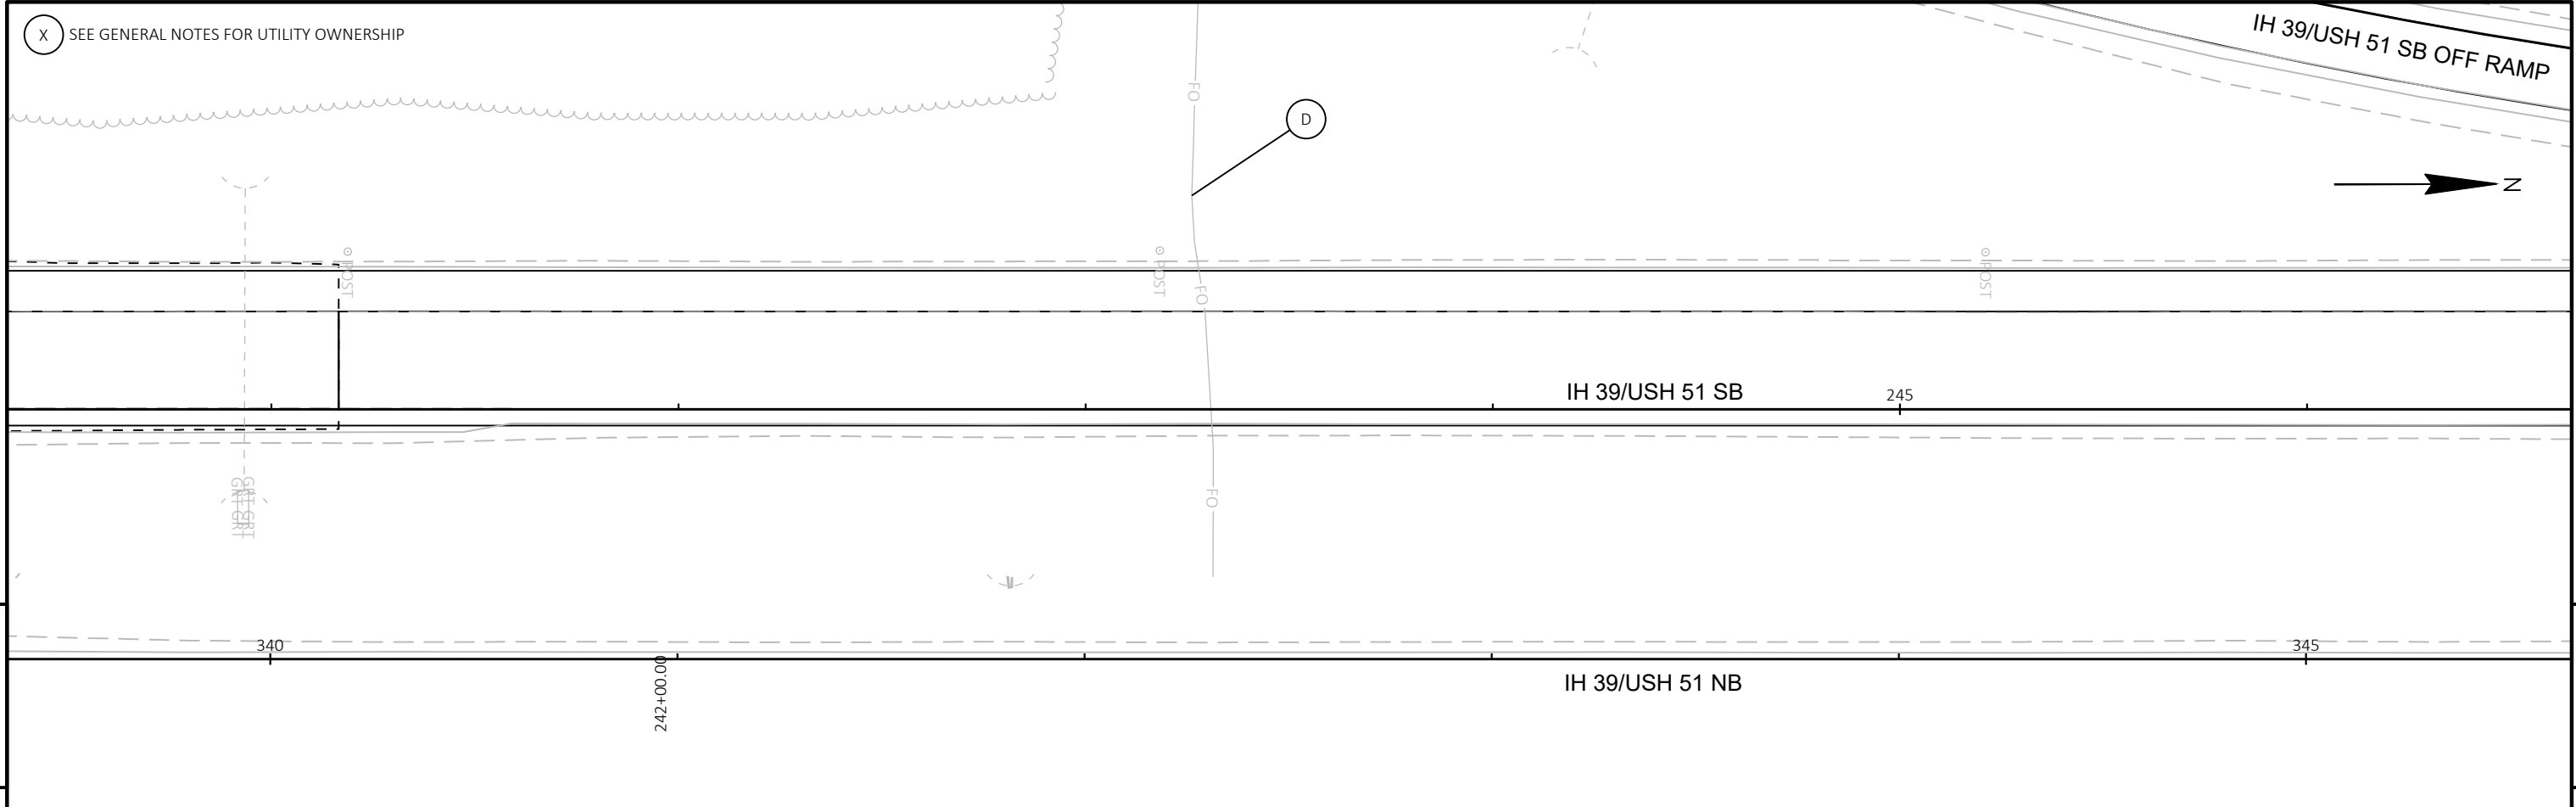 X SEE GENERAL NOTES FOR UTILITY OWNERSHIP
IH 39/USH 51 SB OFF RAMP
FO
D
N
POST
POST
POST
FO
IH 39/USH 51 SB
245
FO
340
345
242+00.00
IH 39/USH 51 NB